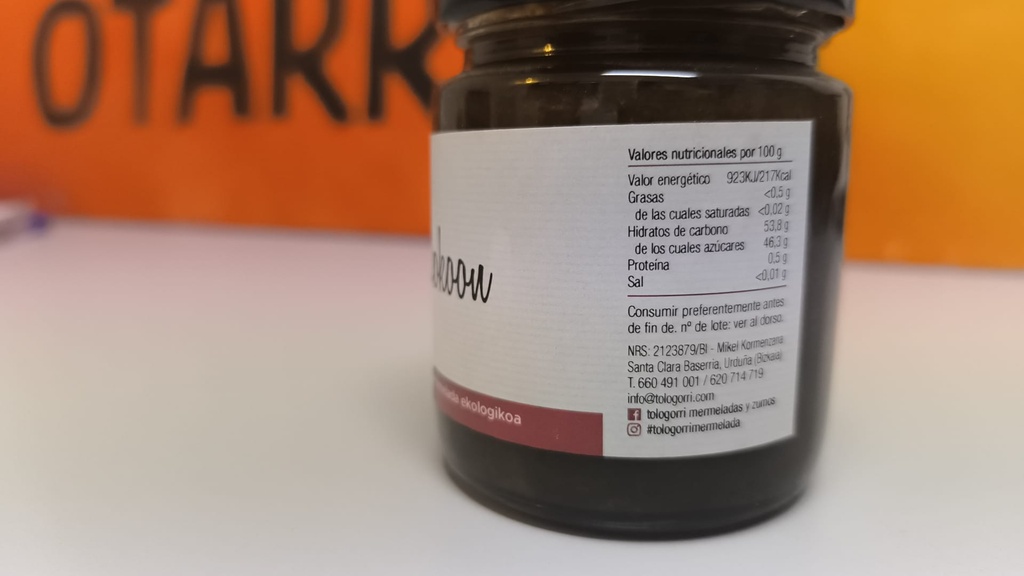 OTARR
Valores nutricionales por 100 g
Valor energético 923KJ/217Kcal
Grasas <0,5 g
de las cuales saturadas <0,02 g
Hidratos de carbono 53,8 g
de los cuales azúcares 46,3 g
Proteína 0,5 g
Sal <0,01 g
Consumir preferentemente antes
de fin de. nº de lote: ver al dorso.
NRS: 2123879/BI - Mikel
Santa Clara Baserria, Urduña (Bizkaia)
T. 660 491 001 / 620 714 719
info@tologorri.com
tologorri mermeladas y zumos
#tologorrimermelada
ekologikoa